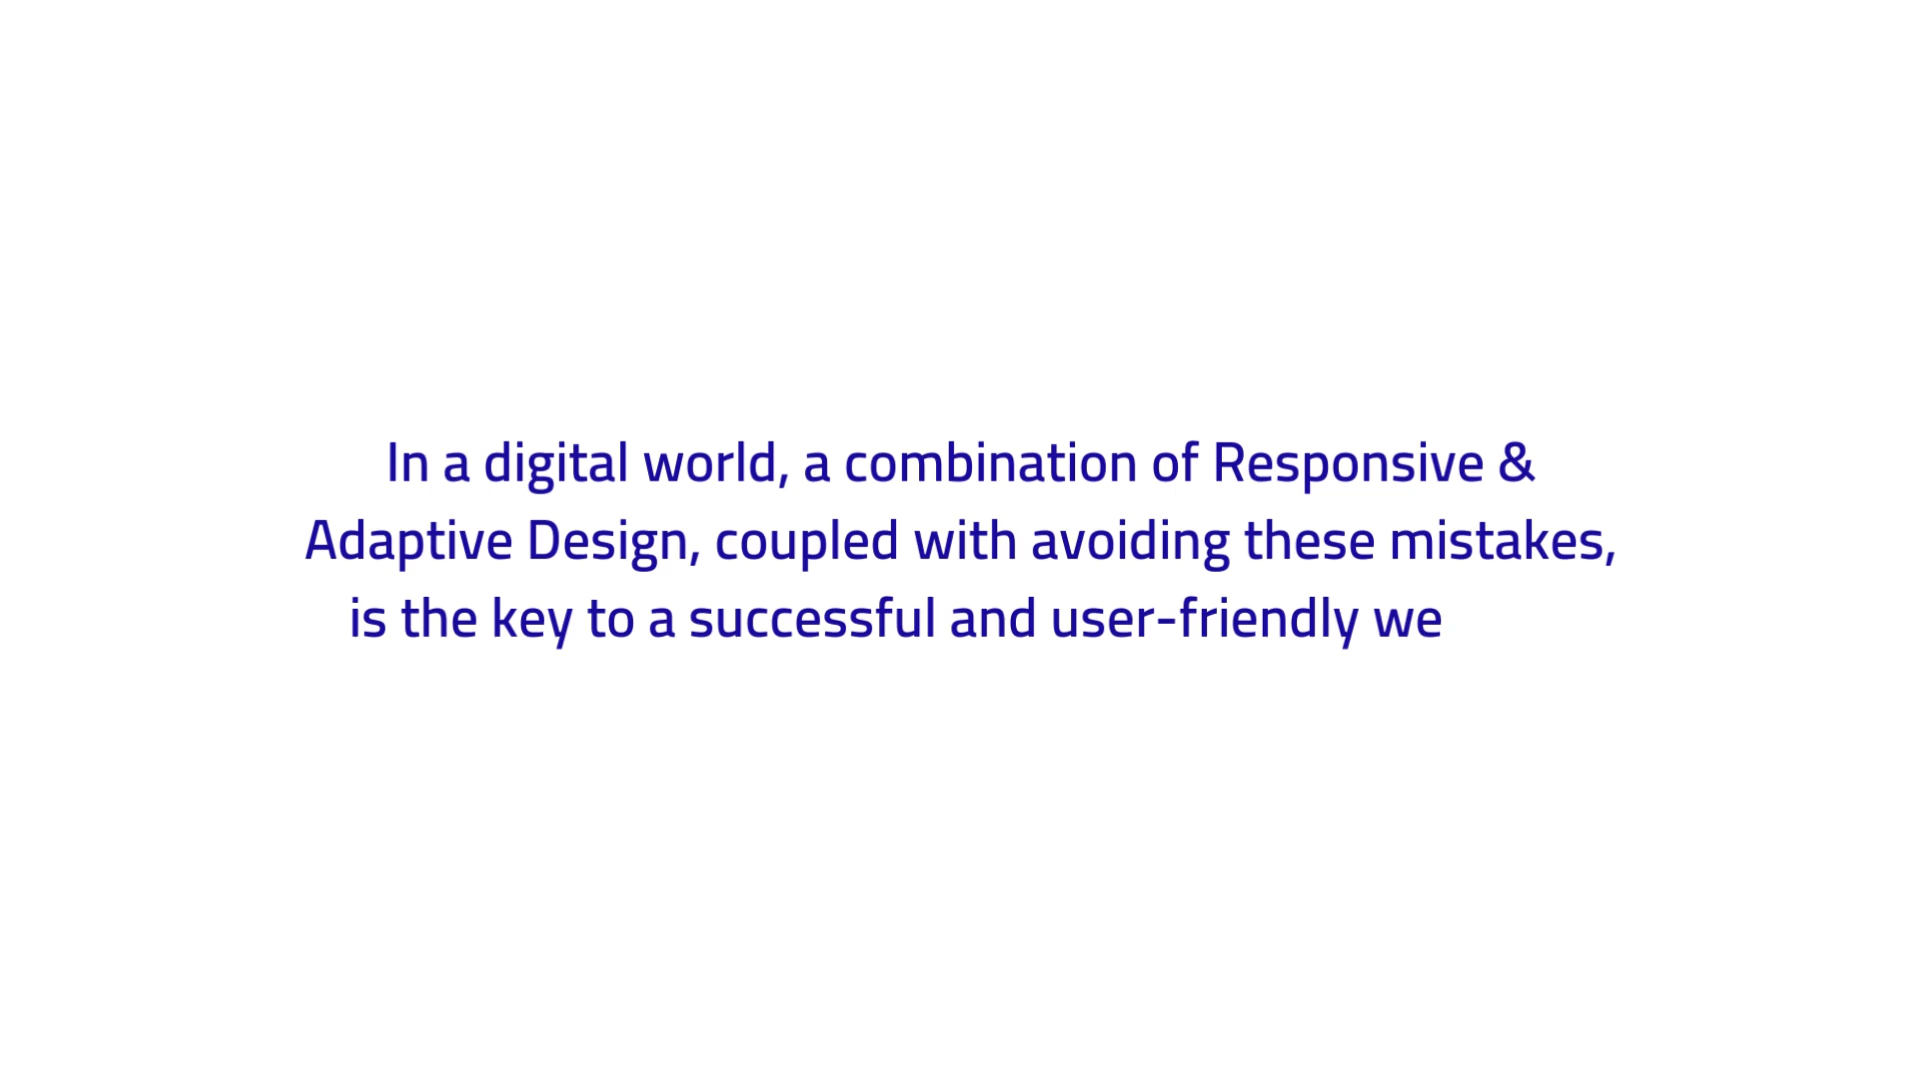 In a digital world, a combination of Responsive &
Adaptive Design, coupled with avoiding these mistakes,
is the key to a successful and user-friendly we